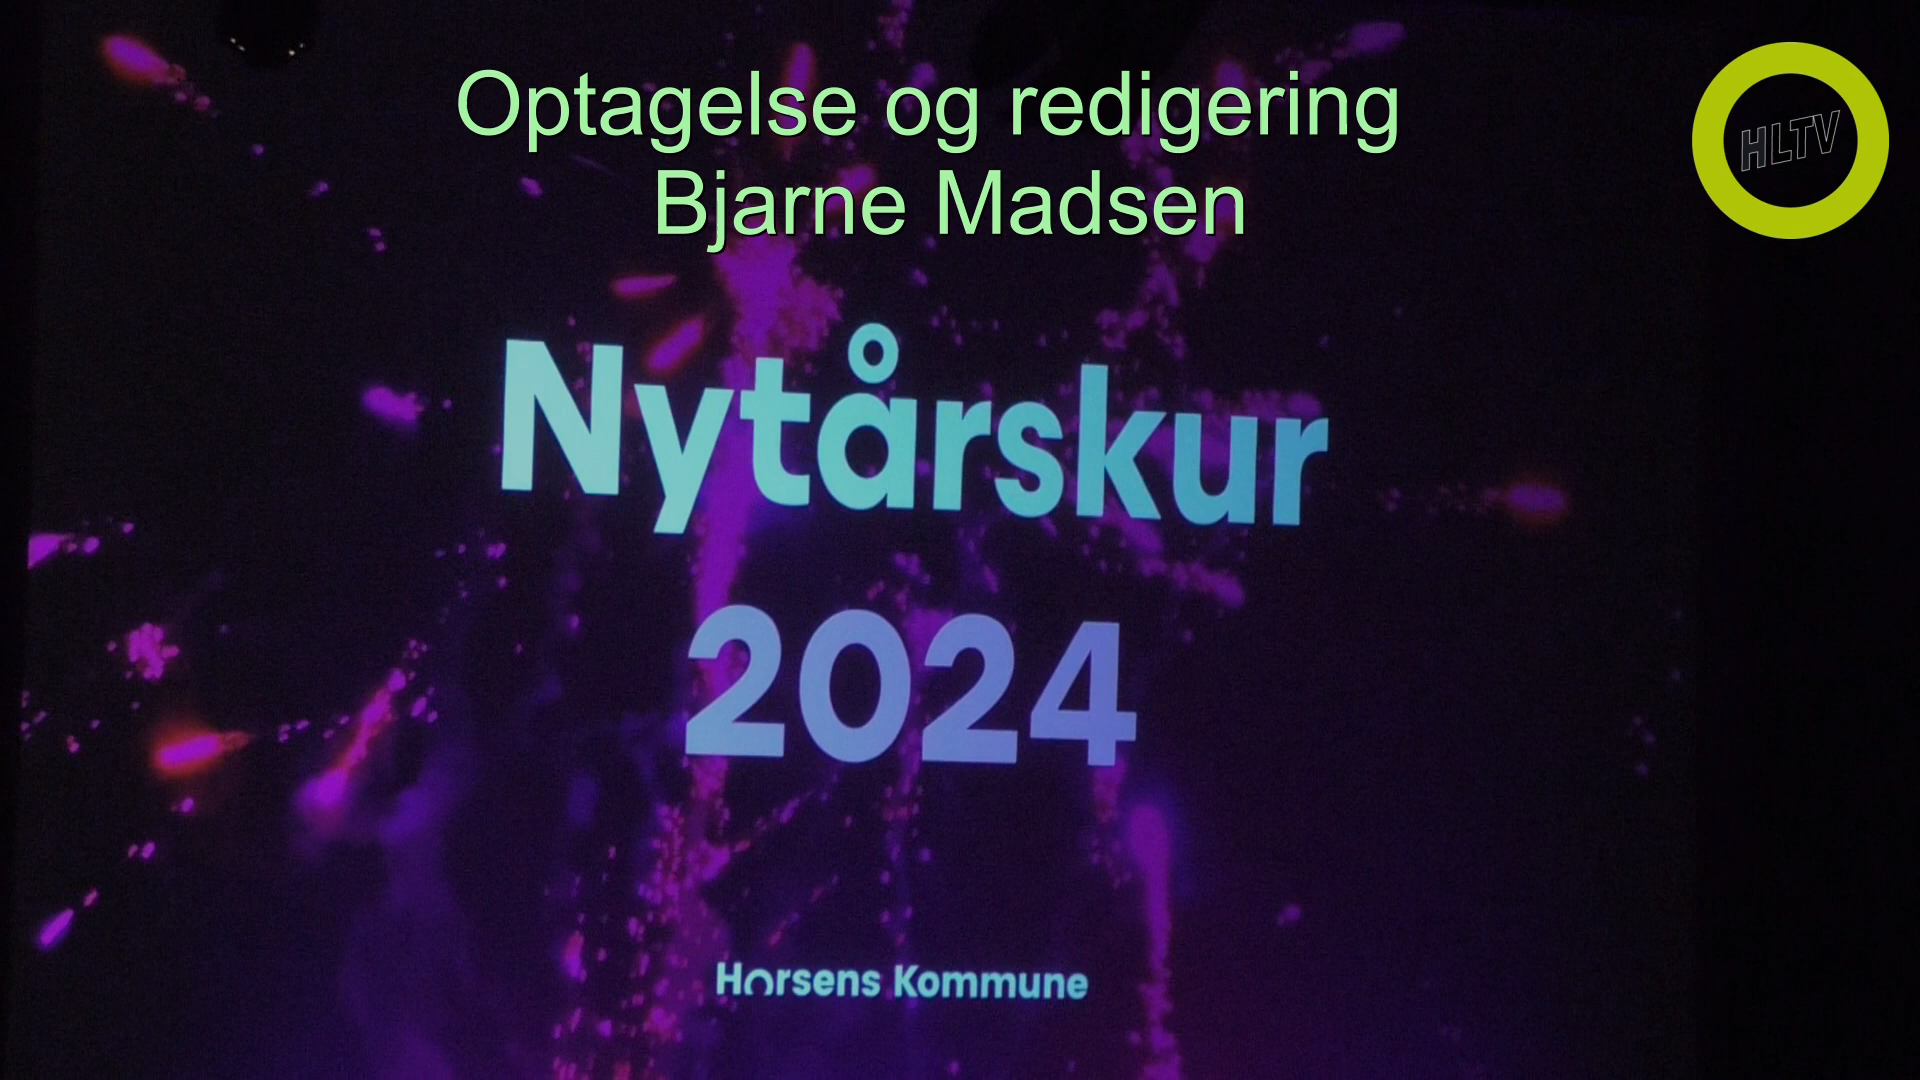 Optagelse og redigering
Bjarne Madsen
HLTV
Nytårskur
2024
Horsens Kommune